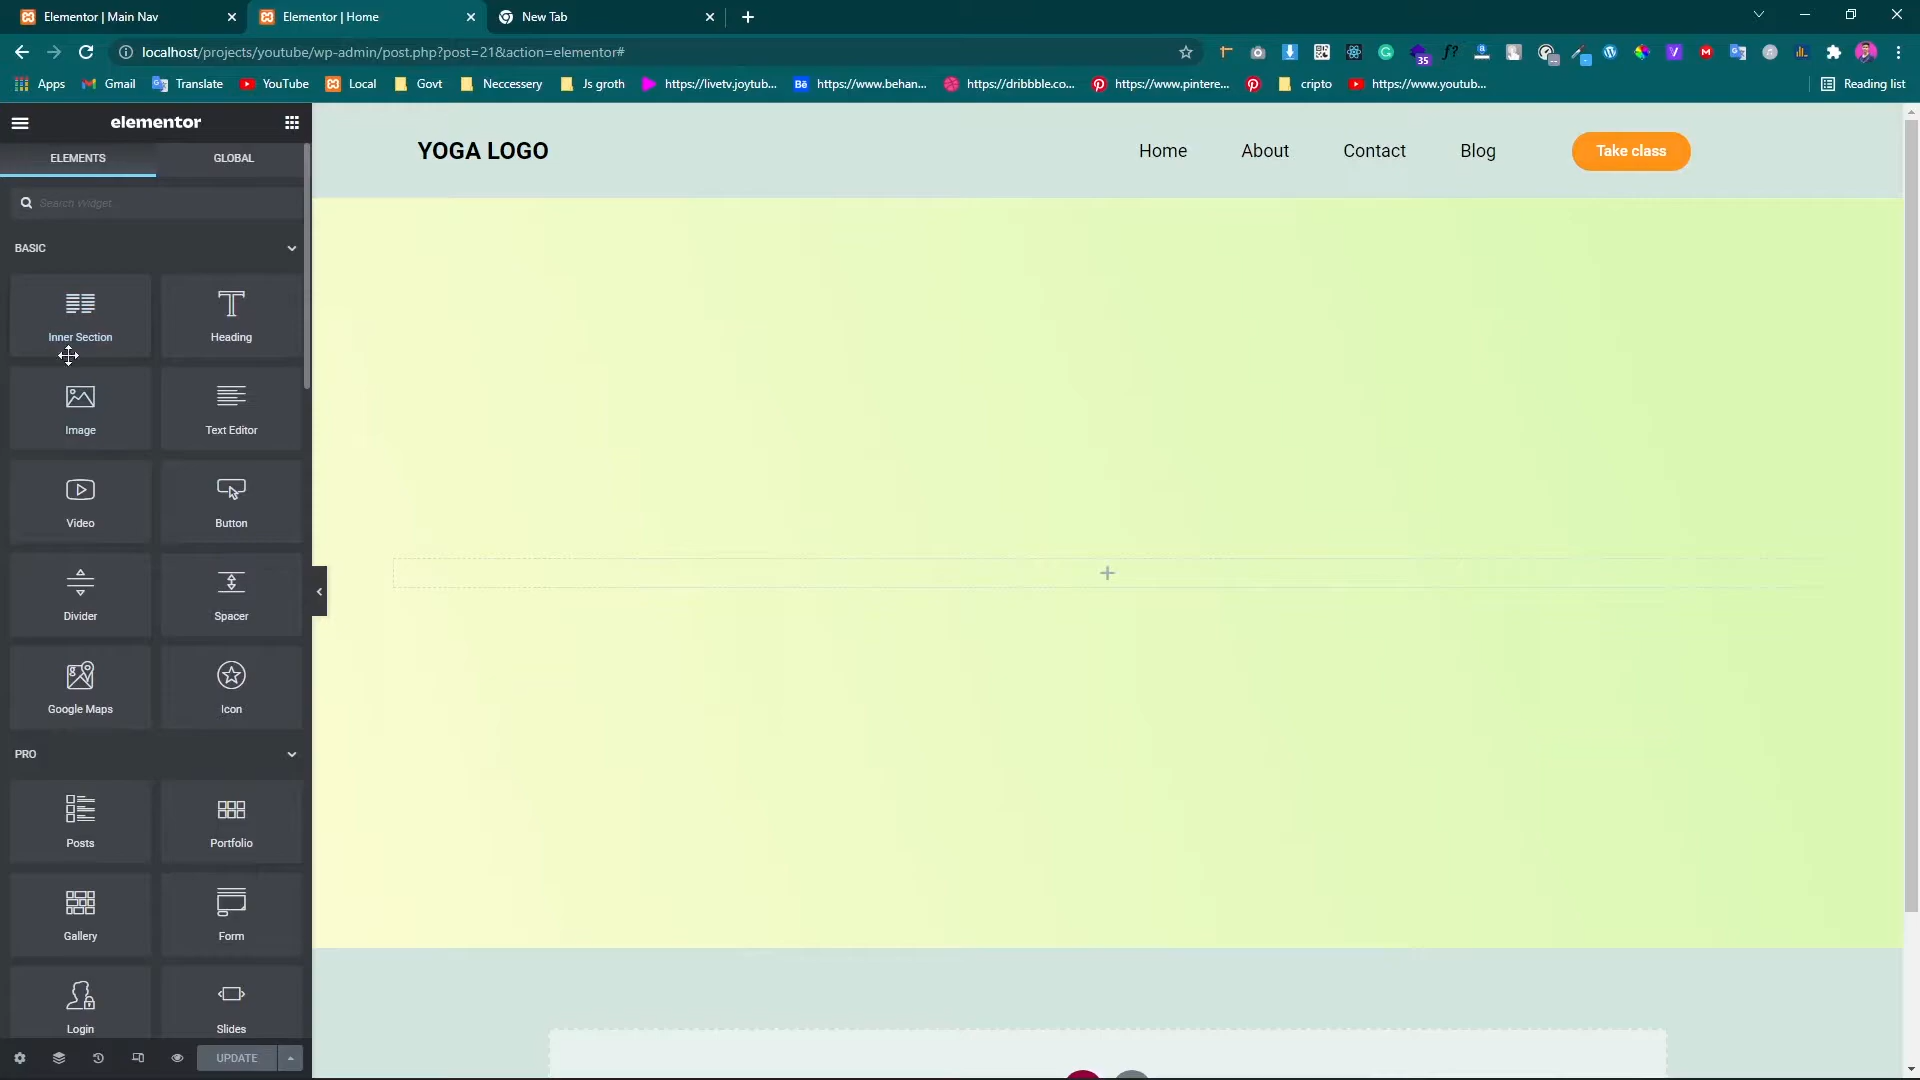 Elementor | Main Nav
Elementor | Home
New Tab
localhost/projects/youtube/wp-admin/post.php?post=21&action=elementor#
35
Apps
Gmail
Translate
YouTube
Local
Govt
Neccessery
Js groth
https://livetv.joytub...
https://www.behan...
https://dribbble.co...
https://www.pintere...
cripto
https://www.youtub...
Reading list
elementor
ELEMENTS
GLOBAL
Search Widget...
BASIC
Inner Section
Heading
Image
Text Editor
Video
Button
Divider
Spacer
Google Maps
Icon
PRO
Posts
Portfolio
Gallery
Form
Login
Slides
UPDATE
YOGA LOGO
Home
About
Contact
Blog
Take class